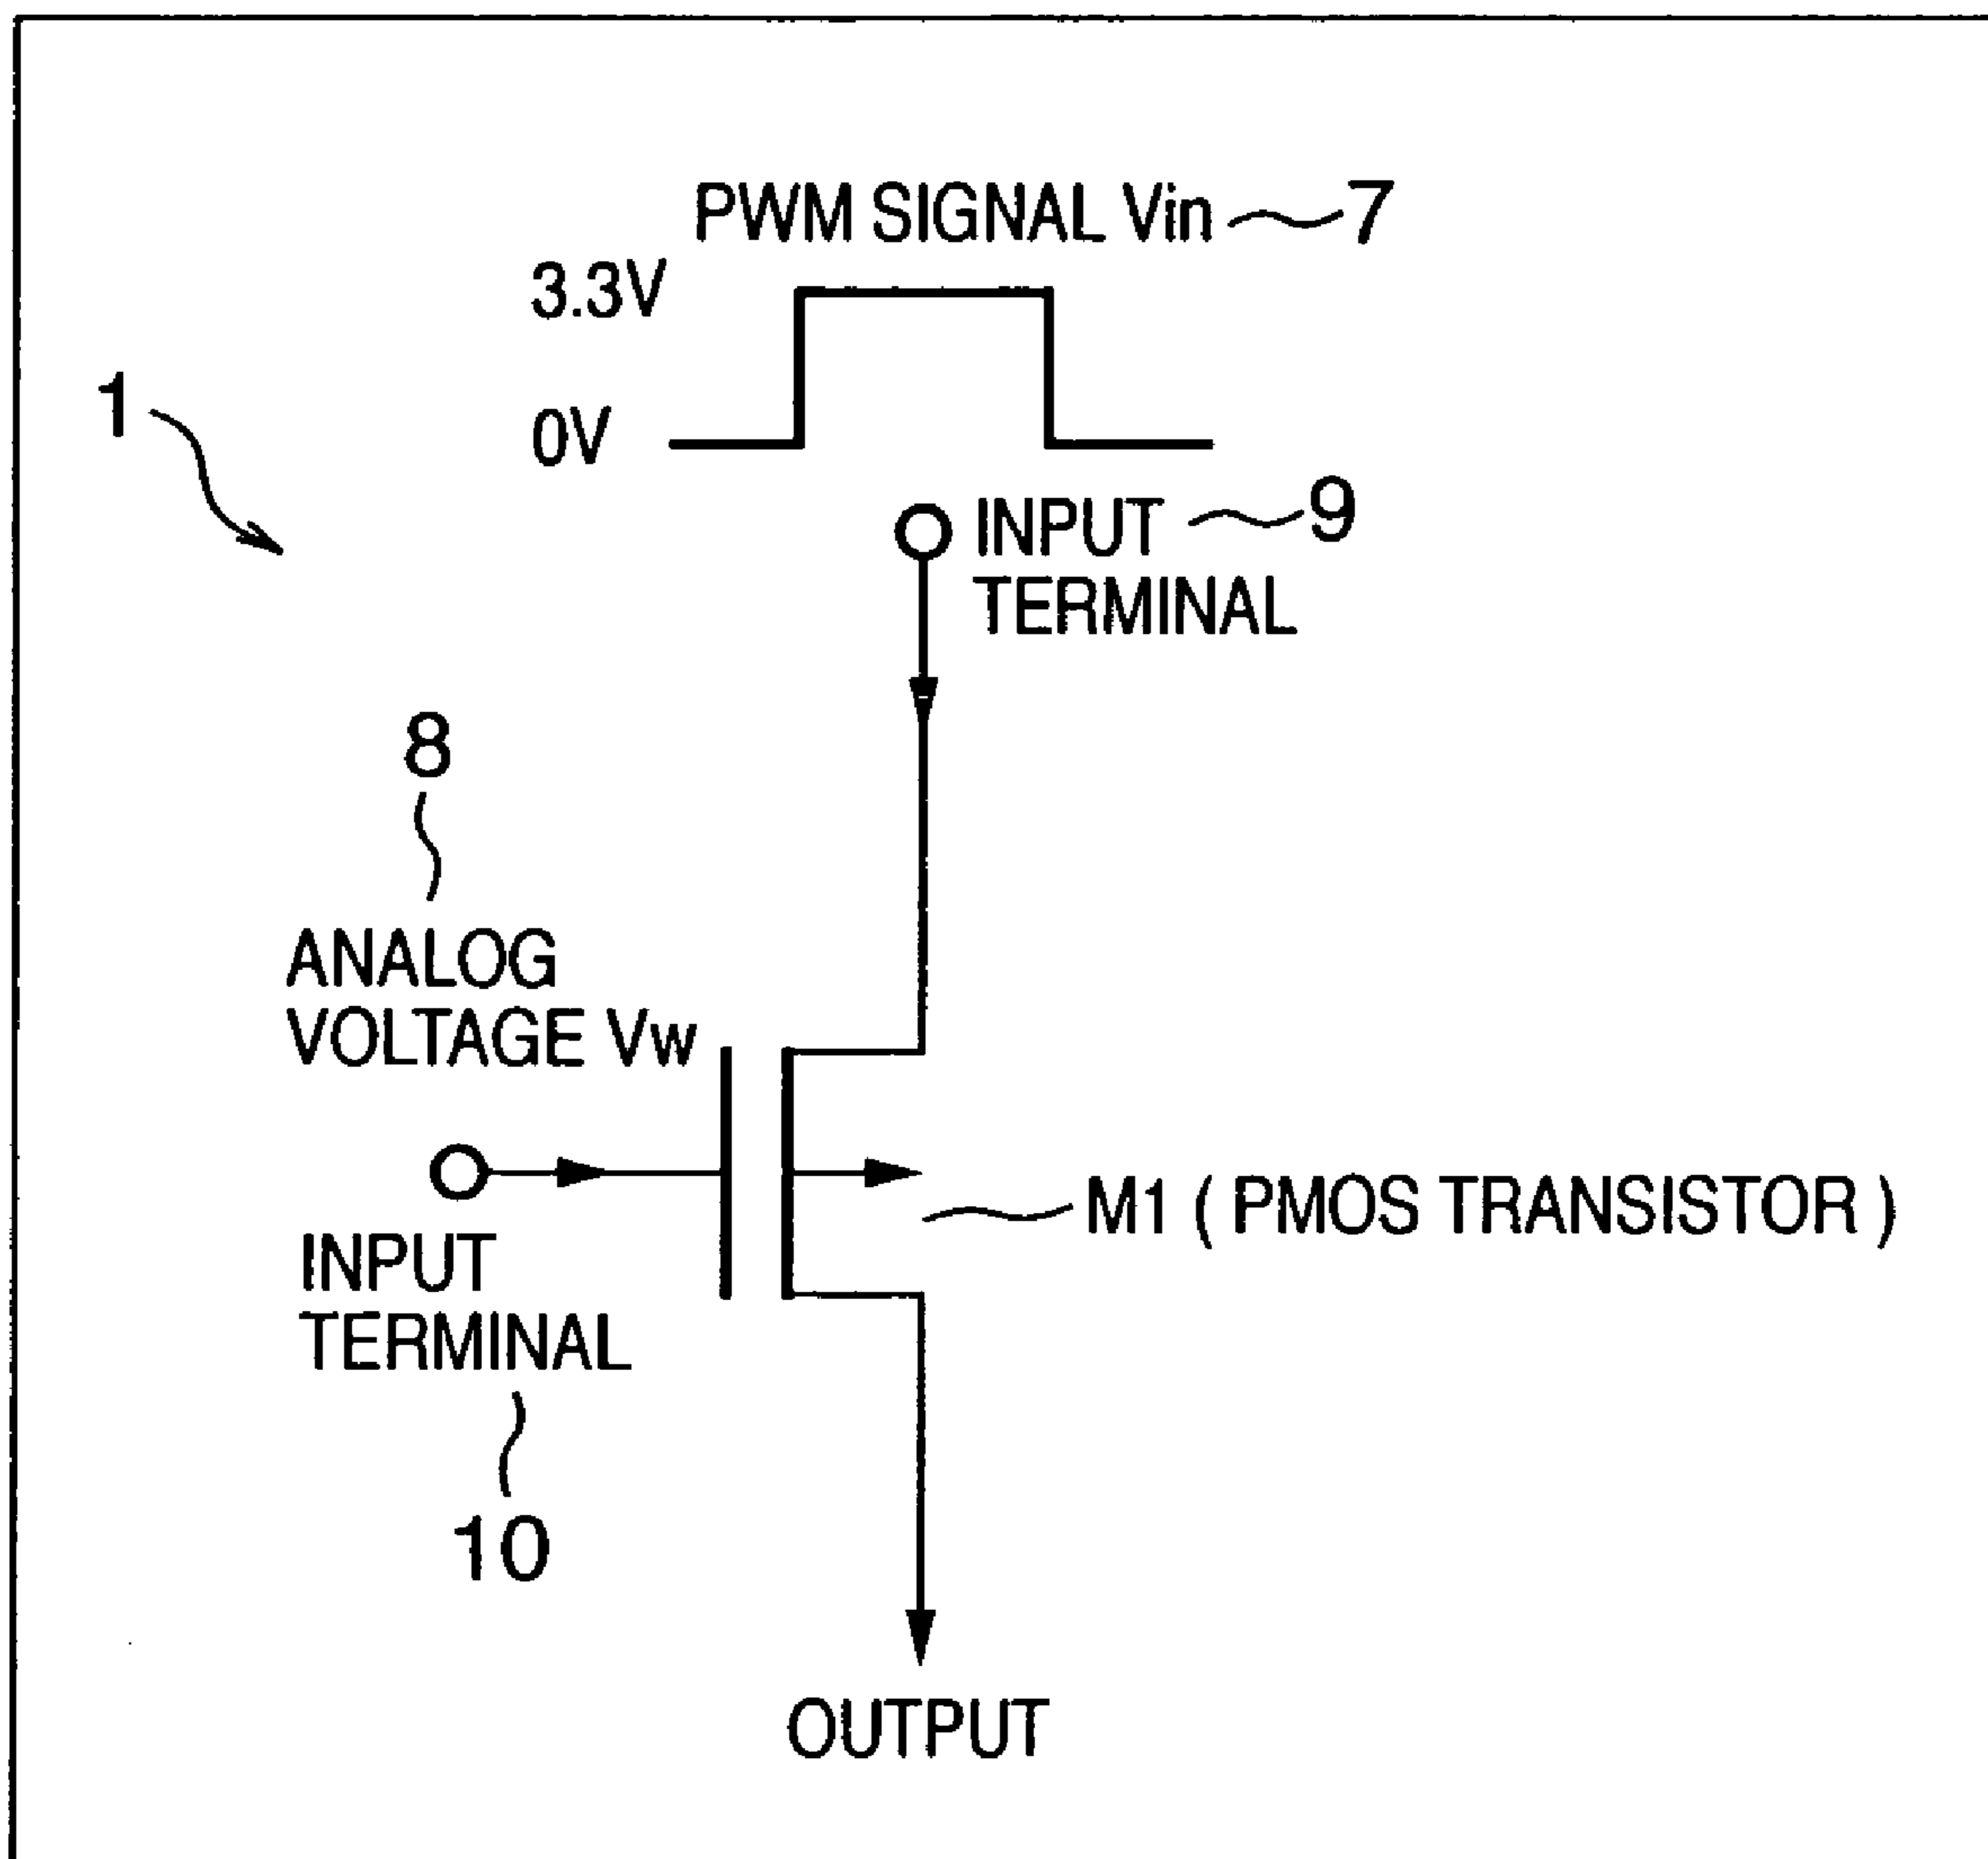 PWM SIGNAL Vin 7
3.3V
0V
1
INPUT 9
TERMINAL
8
ANALOG
VOLTAGE Vw
M1 ( PMOS TRANSISTOR )
INPUT
TERMINAL
10
OUTPUT